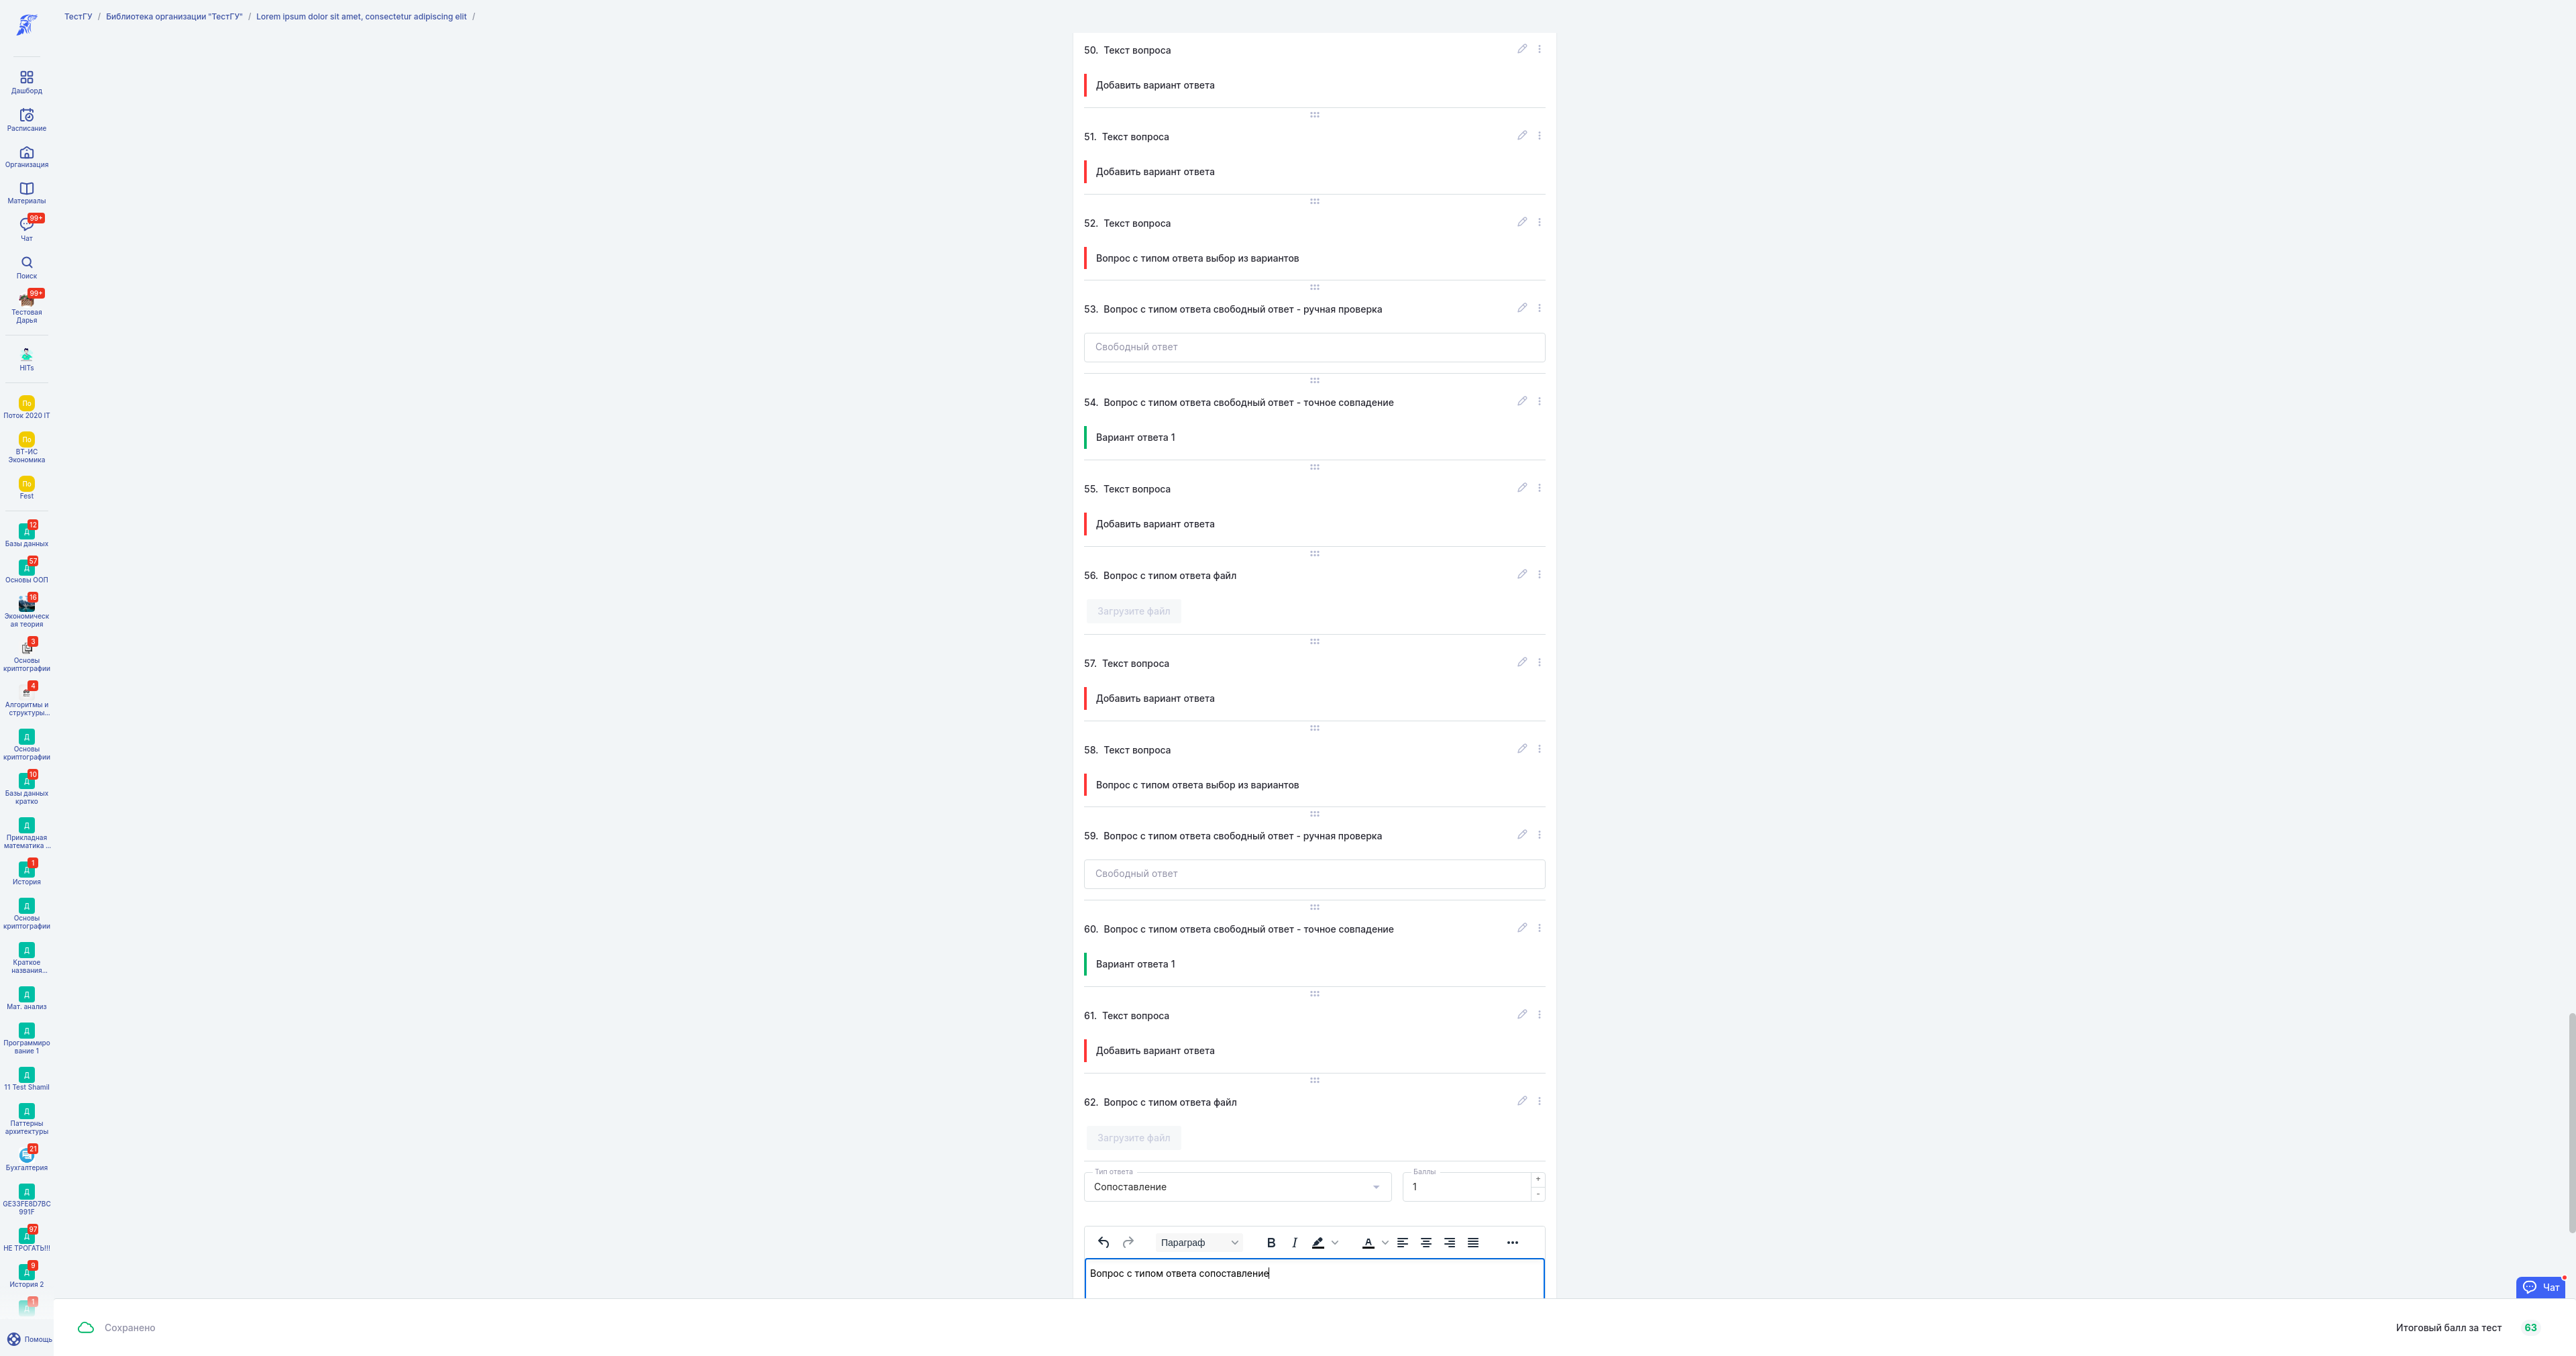 ТестГУ / Библиотека организации "ТестГУ" / Lorem ipsum dolor sit amet, consectetur adipiscing elit /
Дашборд
Расписание
Организация
Материалы
99+
Чат
Поиск
99+
Тестовая
Дарья
HITs
По
Поток 2020 IT
По
ВТ-ИС
Экономика
По
Fest
12
Д
Базы данных
57
Д
Основы ООП
16
Экономическ
ая теория
3
Основы
криптографии
4
Алгоритмы и
структуры...
Д
Основы
криптографии
10
Д
Базы данных
кратко
Д
Прикладная
математика ...
1
Д
История
Д
Основы
криптографии
Д
Краткое
названия...
Д
Мат. анализ
Д
Программиро
вание 1
Д
11 Test Shamil
Д
Паттерны
архитектуры
21
Бухгалтерия
Д
GE33FE8D7BC
991F
97
Д
НЕ ТРОГАТЬ!!!
9
Д
История 2
1
Д
Помощь
50. Текст вопроса
Добавить вариант ответа
51. Текст вопроса
Добавить вариант ответа
52. Текст вопроса
Вопрос с типом ответа выбор из вариантов
53. Вопрос с типом ответа свободный ответ - ручная проверка
Свободный ответ
54. Вопрос с типом ответа свободный ответ - точное совпадение
Вариант ответа 1
55. Текст вопроса
Добавить вариант ответа
56. Вопрос с типом ответа файл
Загрузите файл
57. Текст вопроса
Добавить вариант ответа
58. Текст вопроса
Вопрос с типом ответа выбор из вариантов
59. Вопрос с типом ответа свободный ответ - ручная проверка
Свободный ответ
60. Вопрос с типом ответа свободный ответ - точное совпадение
Вариант ответа 1
61. Текст вопроса
Добавить вариант ответа
62. Вопрос с типом ответа файл
Загрузите файл
Тип ответа
Сопоставление
Баллы
1
+
-
Параграф
B I A
Вопрос с типом ответа сопоставление
Чат
Сохранено
Итоговый балл за тест 63